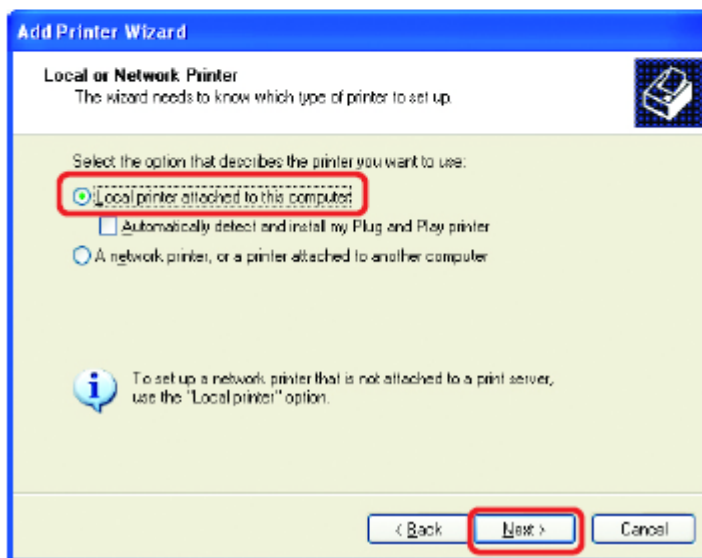 Add Printer Wizard
Local or Network Printer
The wizard needs to know which type of printer to set up.
Select the option that describes the printer you want to use:
Local printer attached to this computer
Automatically detect and install my Plug and Play printer
A network printer, or a printer attached to another computer
To set up a network printer that is not attached to a print server,
use the "Local printer" option.
< Back
Next >
Cancel